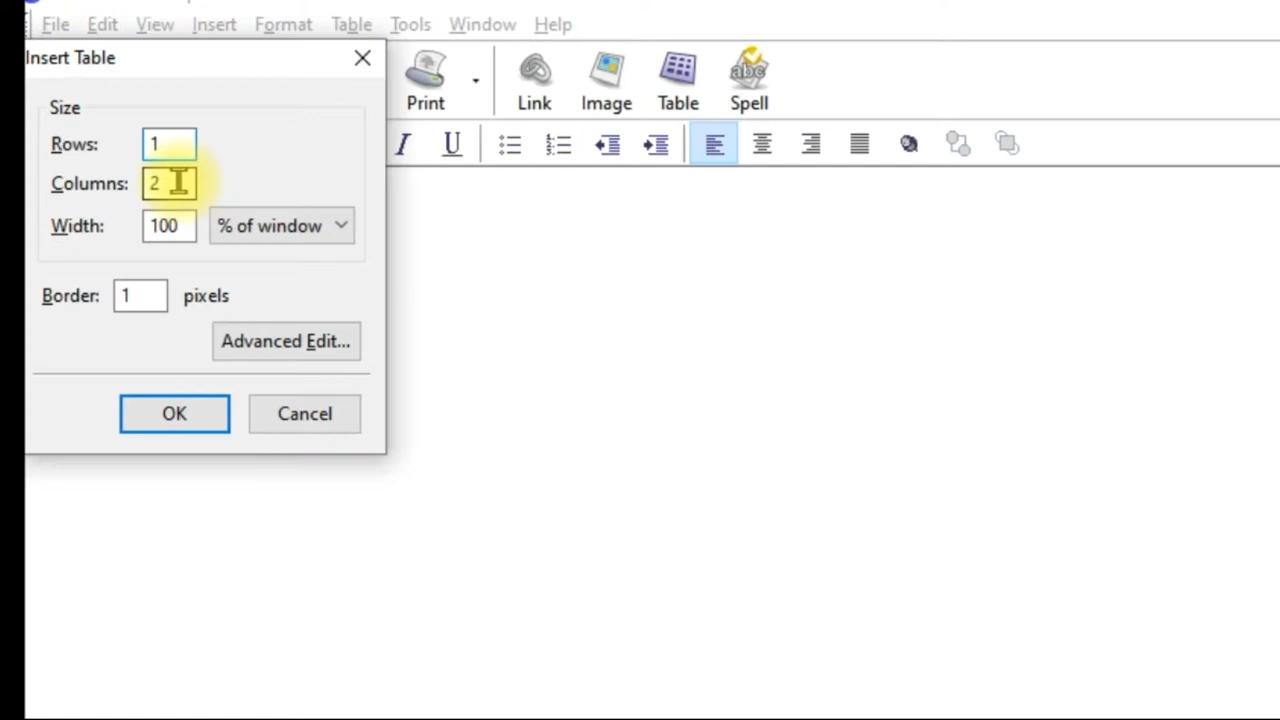 File Edit View Insert Format Table Tools Window Help
Insert Table
Print Link Image Table Spell
Size
Rows: 1
Columns: 2
Width: 100 % of window
Border: 1 pixels
Advanced Edit...
OK Cancel